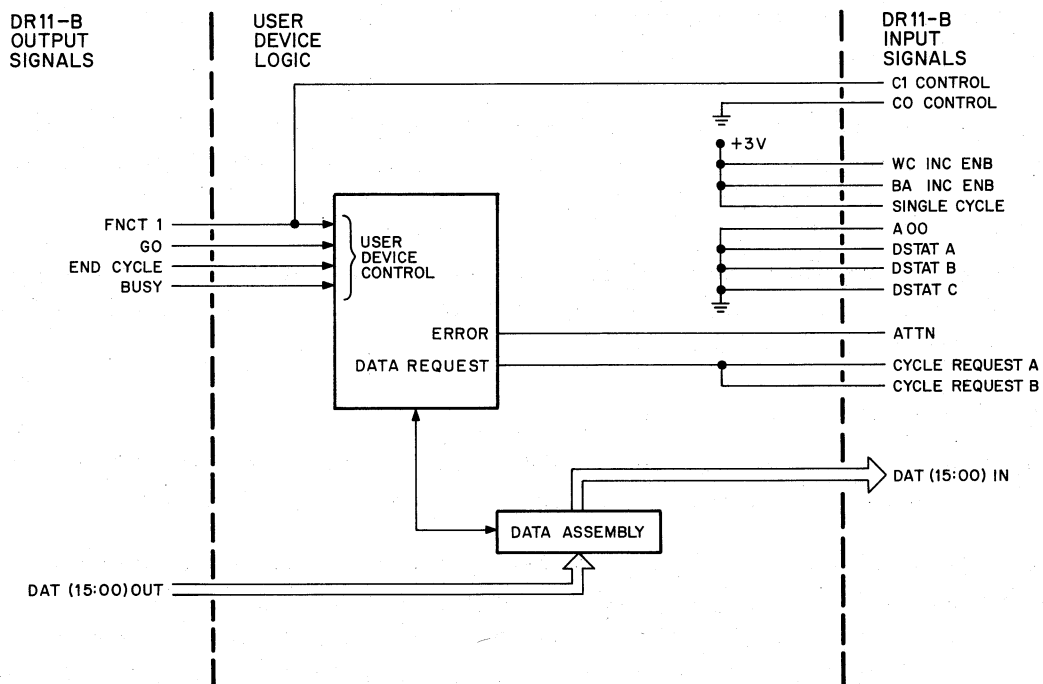 DR11-B
OUTPUT
SIGNALS
USER
DEVICE
LOGIC
DR11-B
INPUT
SIGNALS
C1 CONTROL
CO CONTROL
+3V
WC INC ENB
BA INC ENB
SINGLE CYCLE
A00
DSTAT A
DSTAT B
DSTAT C
FNCT 1
GO
END CYCLE
BUSY
USER
DEVICE
CONTROL
ERROR
ATTN
DATA REQUEST
CYCLE REQUEST A
CYCLE REQUEST B
DAT (15:00) IN
DATA ASSEMBLY
DAT (15:00) OUT